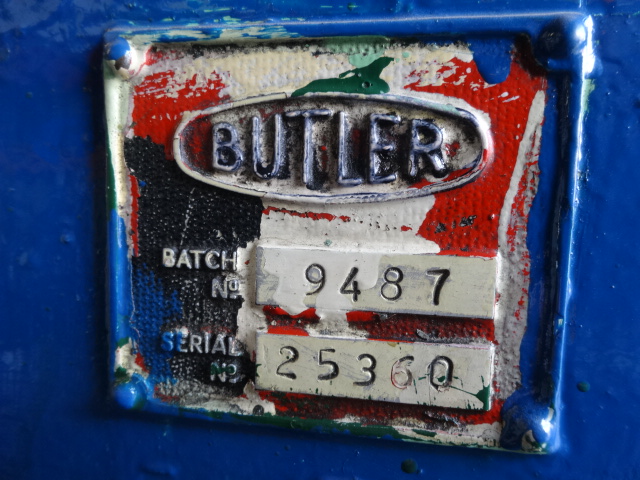 BUTLER
BATCH
Nº 9487
SERIAL
Nº 25360